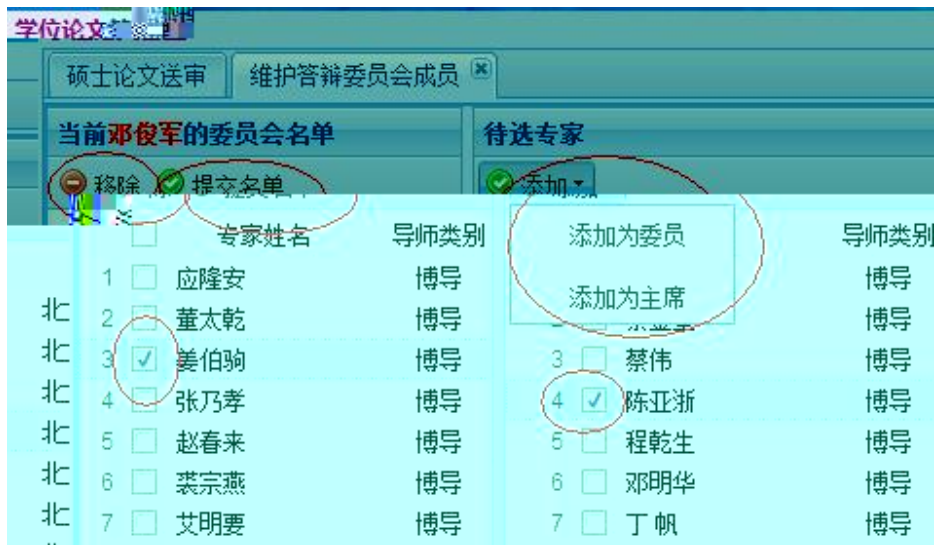 学位论文
硕士论文送审 维护答辩委员会成员
当前邓俊军的委员会名单 待选专家
移除 提交名单 添加
专家姓名 导师类别 添加为委员 导师类别
1 应隆安 博导 博导
添加为主席
北 2 董太乾 博导 博导
北 3 姜伯驹 博导 3 蔡伟 博导
北 4 张乃孝 博导 4 陈亚浙 博导
北 5 赵春来 博导 5 程乾生 博导
北 6 裘宗燕 博导 6 邓明华 博导
北 7 艾明要 博导 7 丁帆 博导